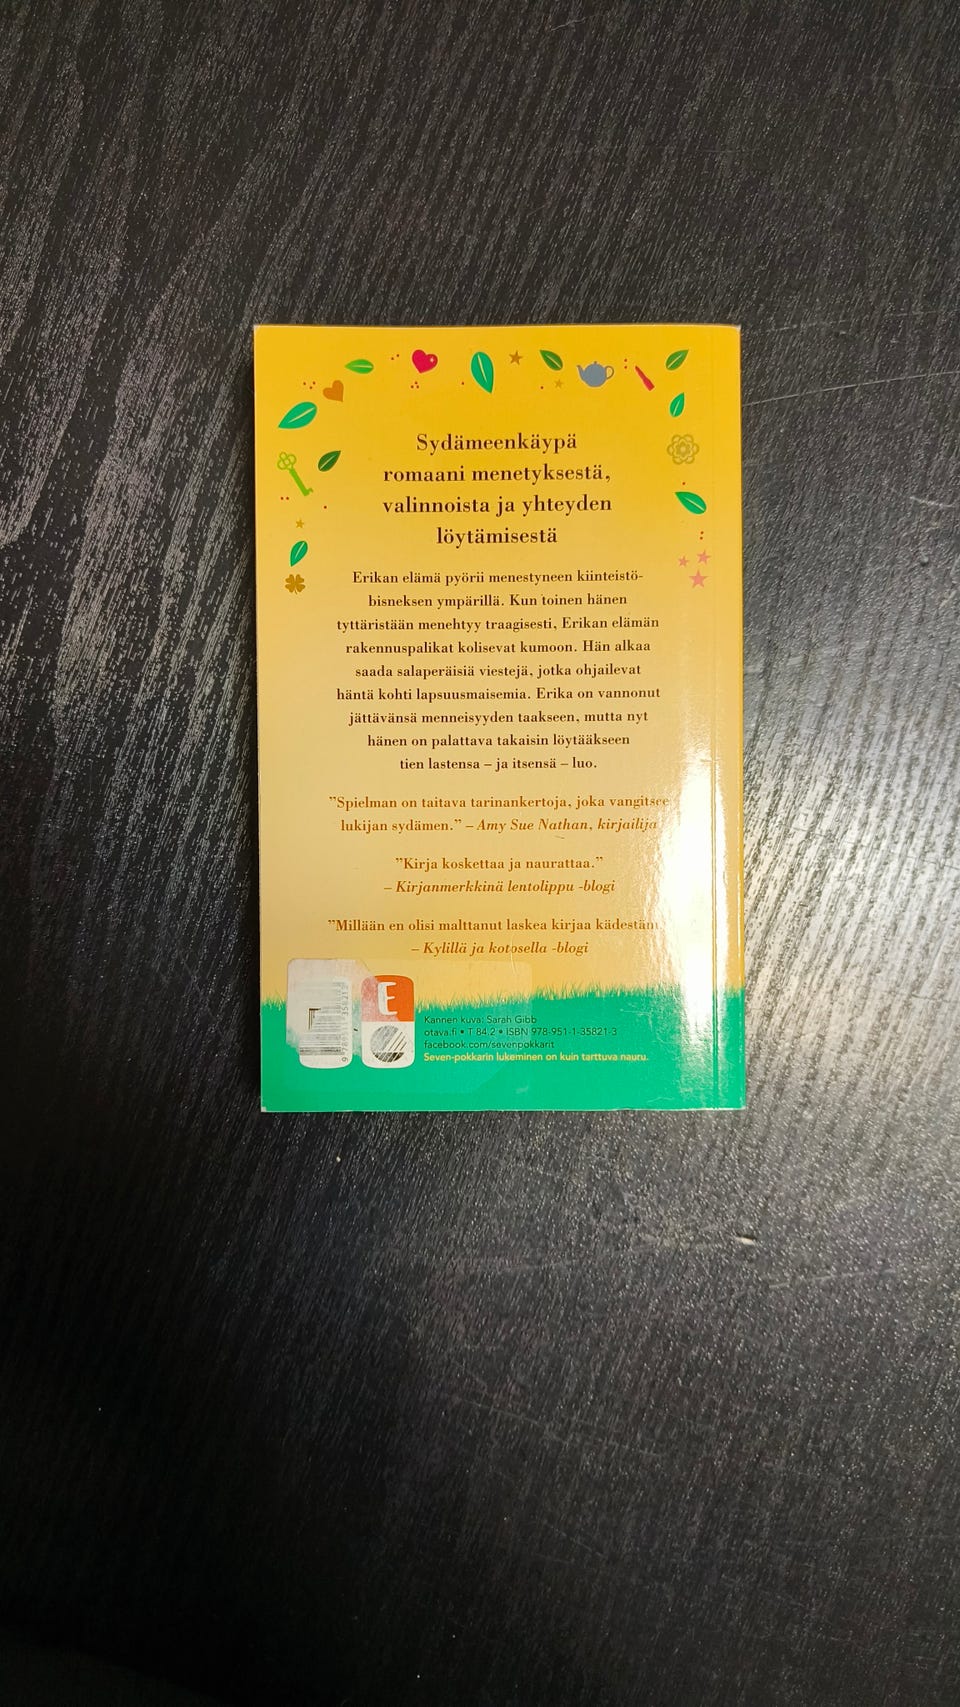 Sydämeenkäypä
romaani menetyksestä,
valinnoista ja yhteyden
löytämisestä
Erikan elämä pyörii menestyneen kiinteistö-
bisneksen ympärillä. Kun toinen hänen
tyttäristään menehtyy traagisesti, Erikan elämän
rakennuspalikat kolisevat kumoon. Hän alkaa
saada salaperäisiä viestejä, jotka ohjailevat
häntä kohti lapsuusmaisemia. Erika on vannonut
jättävänsä menneisyyden taakseen, mutta nyt
hänen on palattava takaisin löytääkseen
tien lastensa – ja itsensä – luo.
”Spielman on taitava tarinankertoja, joka vangitsee
lukijan sydämen.” – Amy Sue Nathan, kirjailija
”Kirja koskettaa ja naurattaa.”
– Kirjanmerkkinä lentolippu -blogi
”Millään en olisi malttanut laskea kirjaa
– Kylillä ja kotosella -blogi
E
Kannen kuva: Sarah Gibb
otava.fi • T 84.2 • ISBN 978-951-1-35821-3
facebook.com/sevenpokkarit
Seven-pokkarin lukeminen on kuin tarttuva nauru.